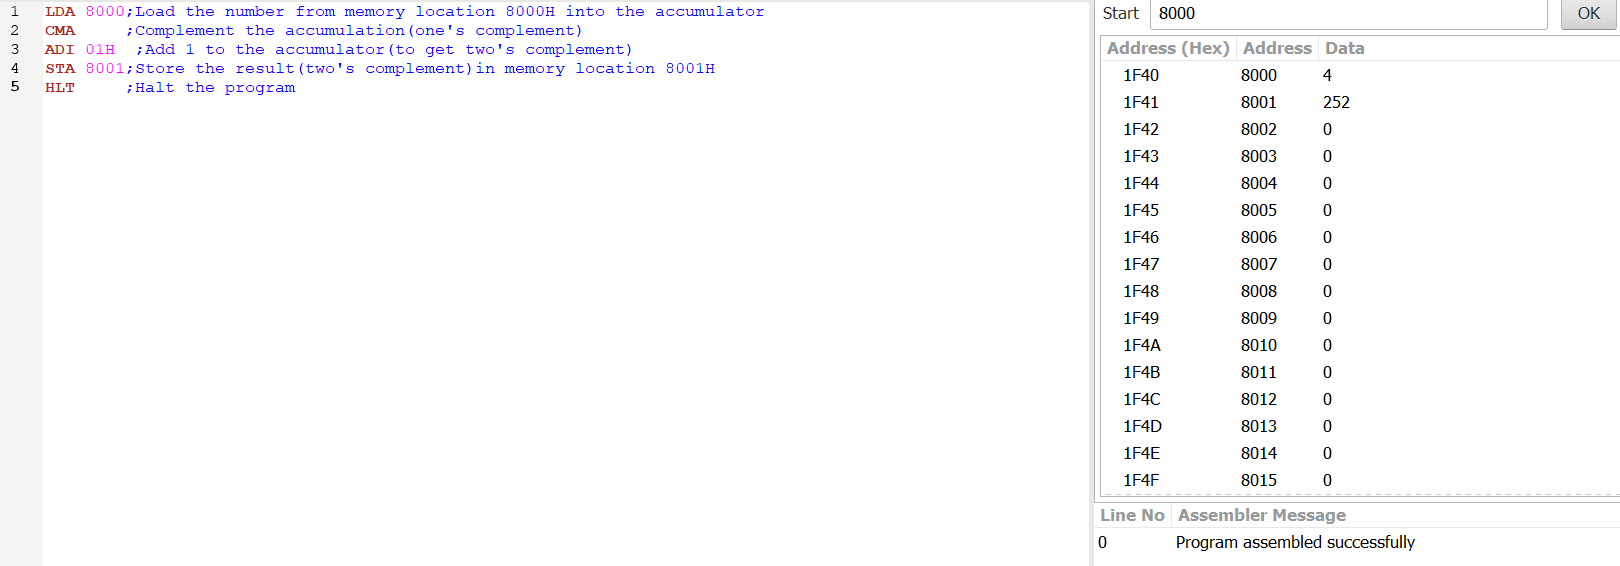 1 LDA 8000;Load the number from memory location 8000H into the accumulator
2 CMA     ;Complement the accumulation(one's complement)
3 ADI 01H  ;Add 1 to the accumulator(to get two's complement)
4 STA 8001;Store the result(two's complement)in memory location 8001H
5 HLT     ;Halt the program
Start 8000 OK
Address (Hex) Address Data
1F40 8000 4
1F41 8001 252
1F42 8002 0
1F43 8003 0
1F44 8004 0
1F45 8005 0
1F46 8006 0
1F47 8007 0
1F48 8008 0
1F49 8009 0
1F4A 8010 0
1F4B 8011 0
1F4C 8012 0
1F4D 8013 0
1F4E 8014 0
1F4F 8015 0
Line No Assembler Message
0 Program assembled successfully